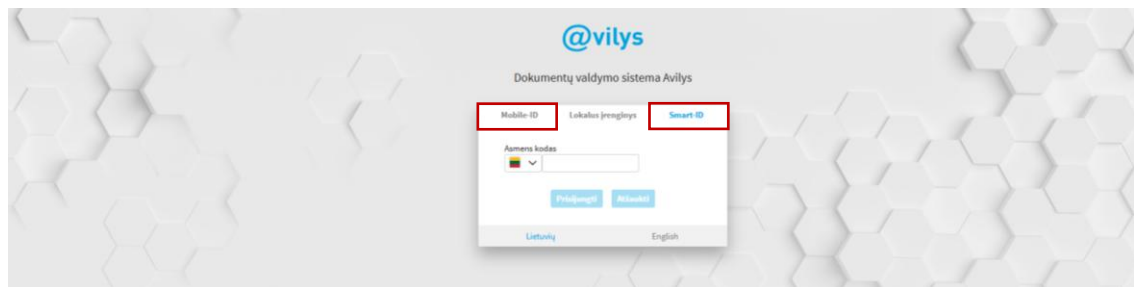 @vilys
Dokumentų valdymo sistema Avilys
Mobile-ID Lokalus įrenginys Smart-ID
Asmens kodas
Prisijungti Atšaukti
Lietuvių English